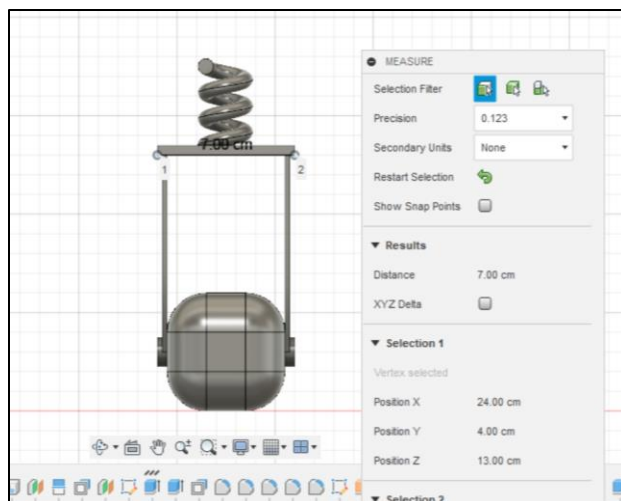 MEASURE
Selection Filter
Precision 0.123
Secondary Units None
Restart Selection
Show Snap Points
Results
Distance 7.00 cm
XYZ Delta
Selection 1
Vertex selected
Position X 24.00 cm
Position Y 4.00 cm
Position Z 13.00 cm
Selection 2
7.00 cm
1
2